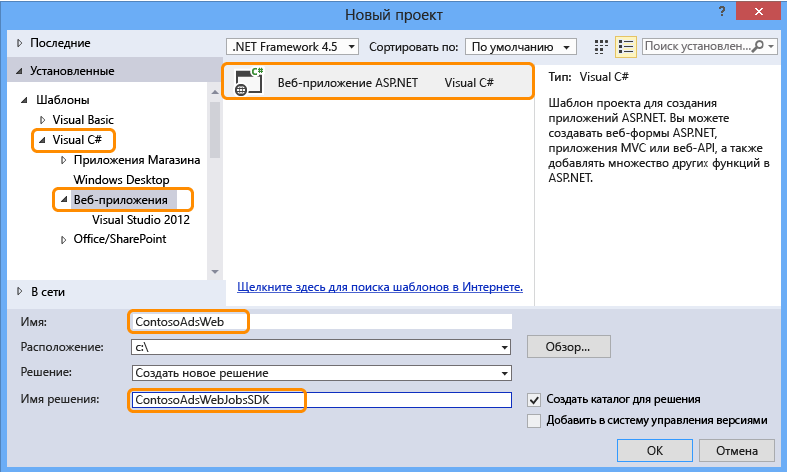 Новый проект
?
Последние
.NET Framework 4.5
Сортировать по:
По умолчанию
Поиск установлен...
Установленные
Шаблоны
Visual Basic
Visual C#
Приложения Магазина
Windows Desktop
Веб-приложения
Visual Studio 2012
Office/SharePoint
В сети
C#
Веб-приложение ASP.NET
Visual C#
Щелкните здесь для поиска шаблонов в Интернете.
Тип: Visual C#
Шаблон проекта для создания
приложений ASP.NET. Вы можете
создавать веб-формы ASP.NET,
приложения MVC или веб-API, а также
добавлять множество других функций в
ASP.NET.
Имя:
ContosoAdsWeb
Расположение:
c:\
Обзор...
Решение:
Создать новое решение
Имя решения:
ContosoAdsWebJobsSDK
Создать каталог для решения
Добавить в систему управления версиями
OK
Отмена